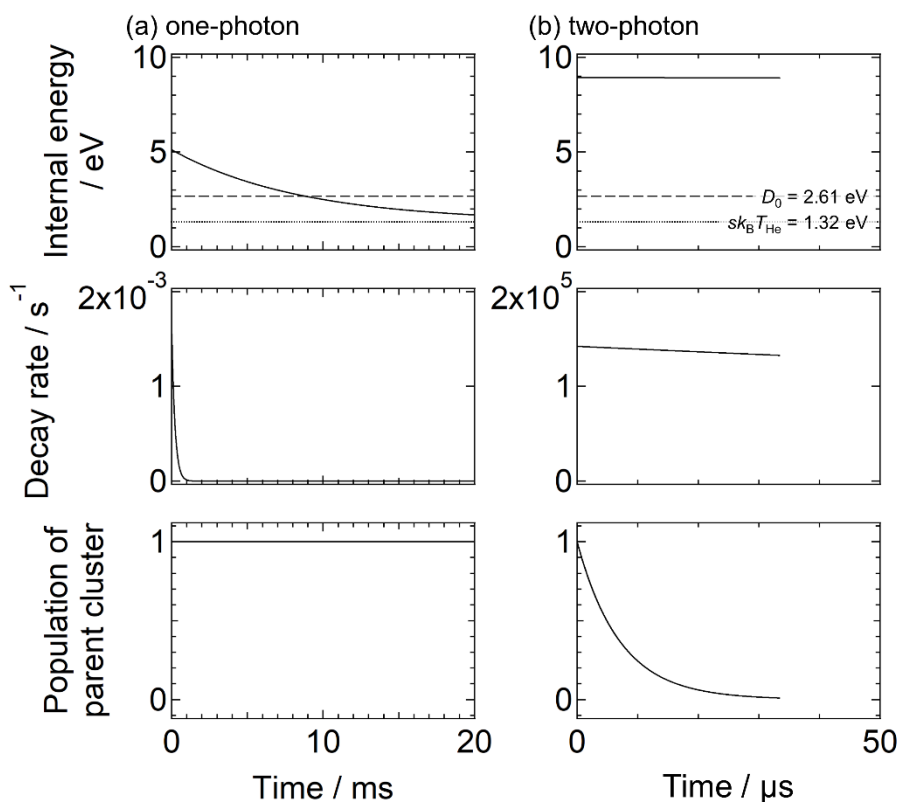 (a) one-photon
(b) two-photon
Internal energy
/ eV
10
5
0
10
5
0
D₀ = 2.61 eV
skBTHe = 1.32 eV
Decay rate / s⁻¹
2x10⁻³
1
0
2x10⁵
1
0
Population of
parent cluster
1
0
1
0
0
10
20
0
50
Time / ms
Time / μs